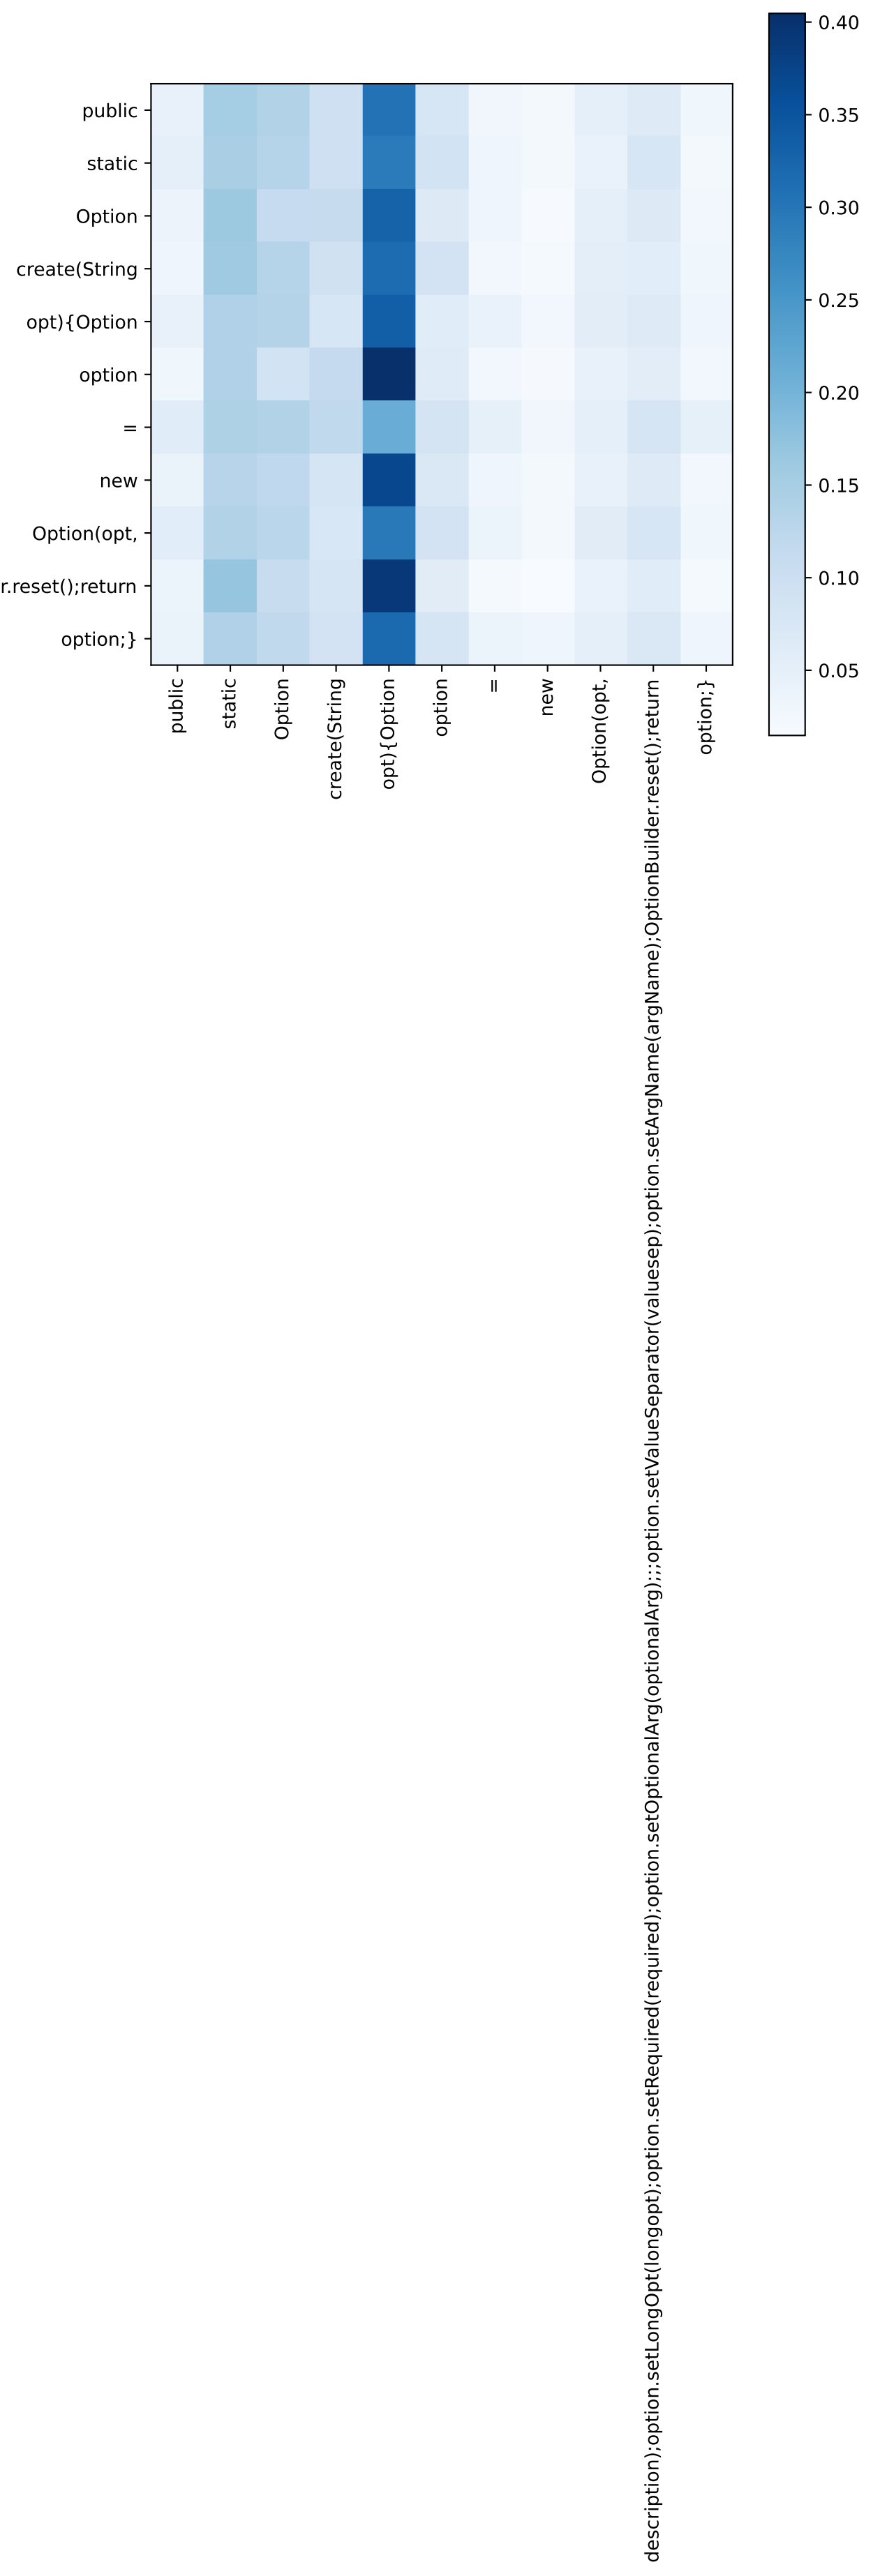 public
static
Option
create(String
opt){Option
option
=
new
Option(opt,
r.reset();return
option;}
public
static
Option
create(String
opt){Option
option
=
new
Option(opt,
description);option.setLongOpt(longopt);option.setRequired(required);option.setOptionalArg(optionalArg);;;option.setValueSeparator(valuesep);option.setArgName(argName);OptionBuilder.reset();return
option;}
0.40
0.35
0.30
0.25
0.20
0.15
0.10
0.05